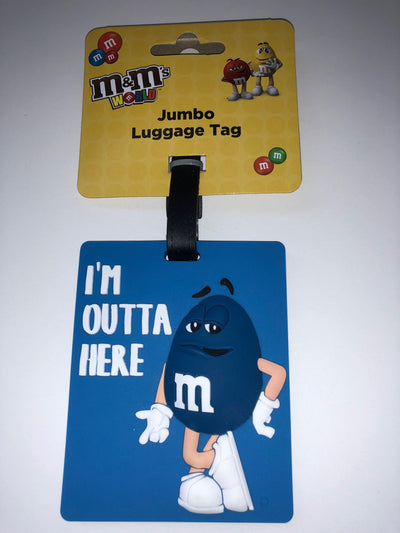 m
m&m's
WORLD
Jumbo
Luggage Tag
m
m
I'M
OUTTA
HERE
m